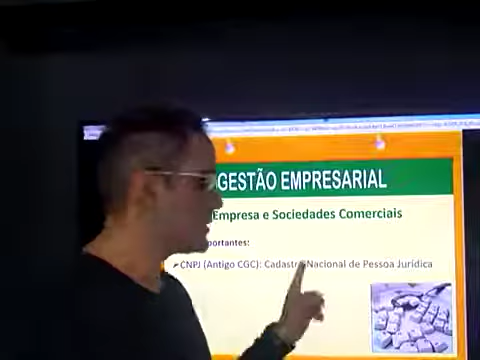 GESTÃO EMPRESARIAL
Empresa e Sociedades Comerciais
portantes:
CNPJ (Antigo CGC): Cadastro Nacional de Pessoa Jurídica